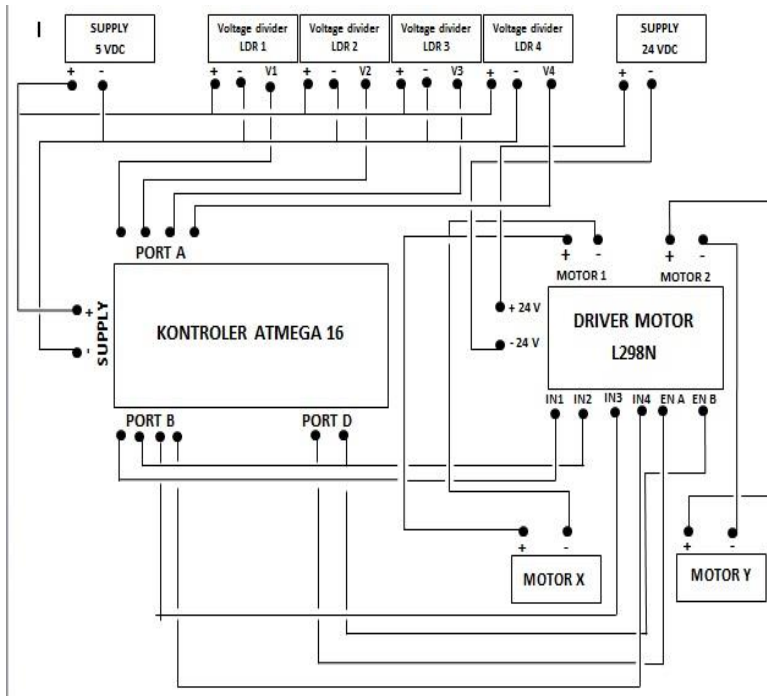 SUPPLY
5 VDC
Voltage divider
LDR 1
Voltage divider
LDR 2
Voltage divider
LDR 3
Voltage divider
LDR 4
SUPPLY
24 VDC
+ -
+ - V1
+ - V2
+ - V3
+ - V4
+ -
PORT A
+
SUPPLY
-
KONTROLER ATMEGA 16
PORT B
PORT D
+ -
MOTOR 1
+ -
MOTOR 2
+ 24 V
- 24 V
DRIVER MOTOR
L298N
IN1 IN2 IN3 IN4 EN A EN B
+ -
MOTOR X
+ -
MOTOR Y